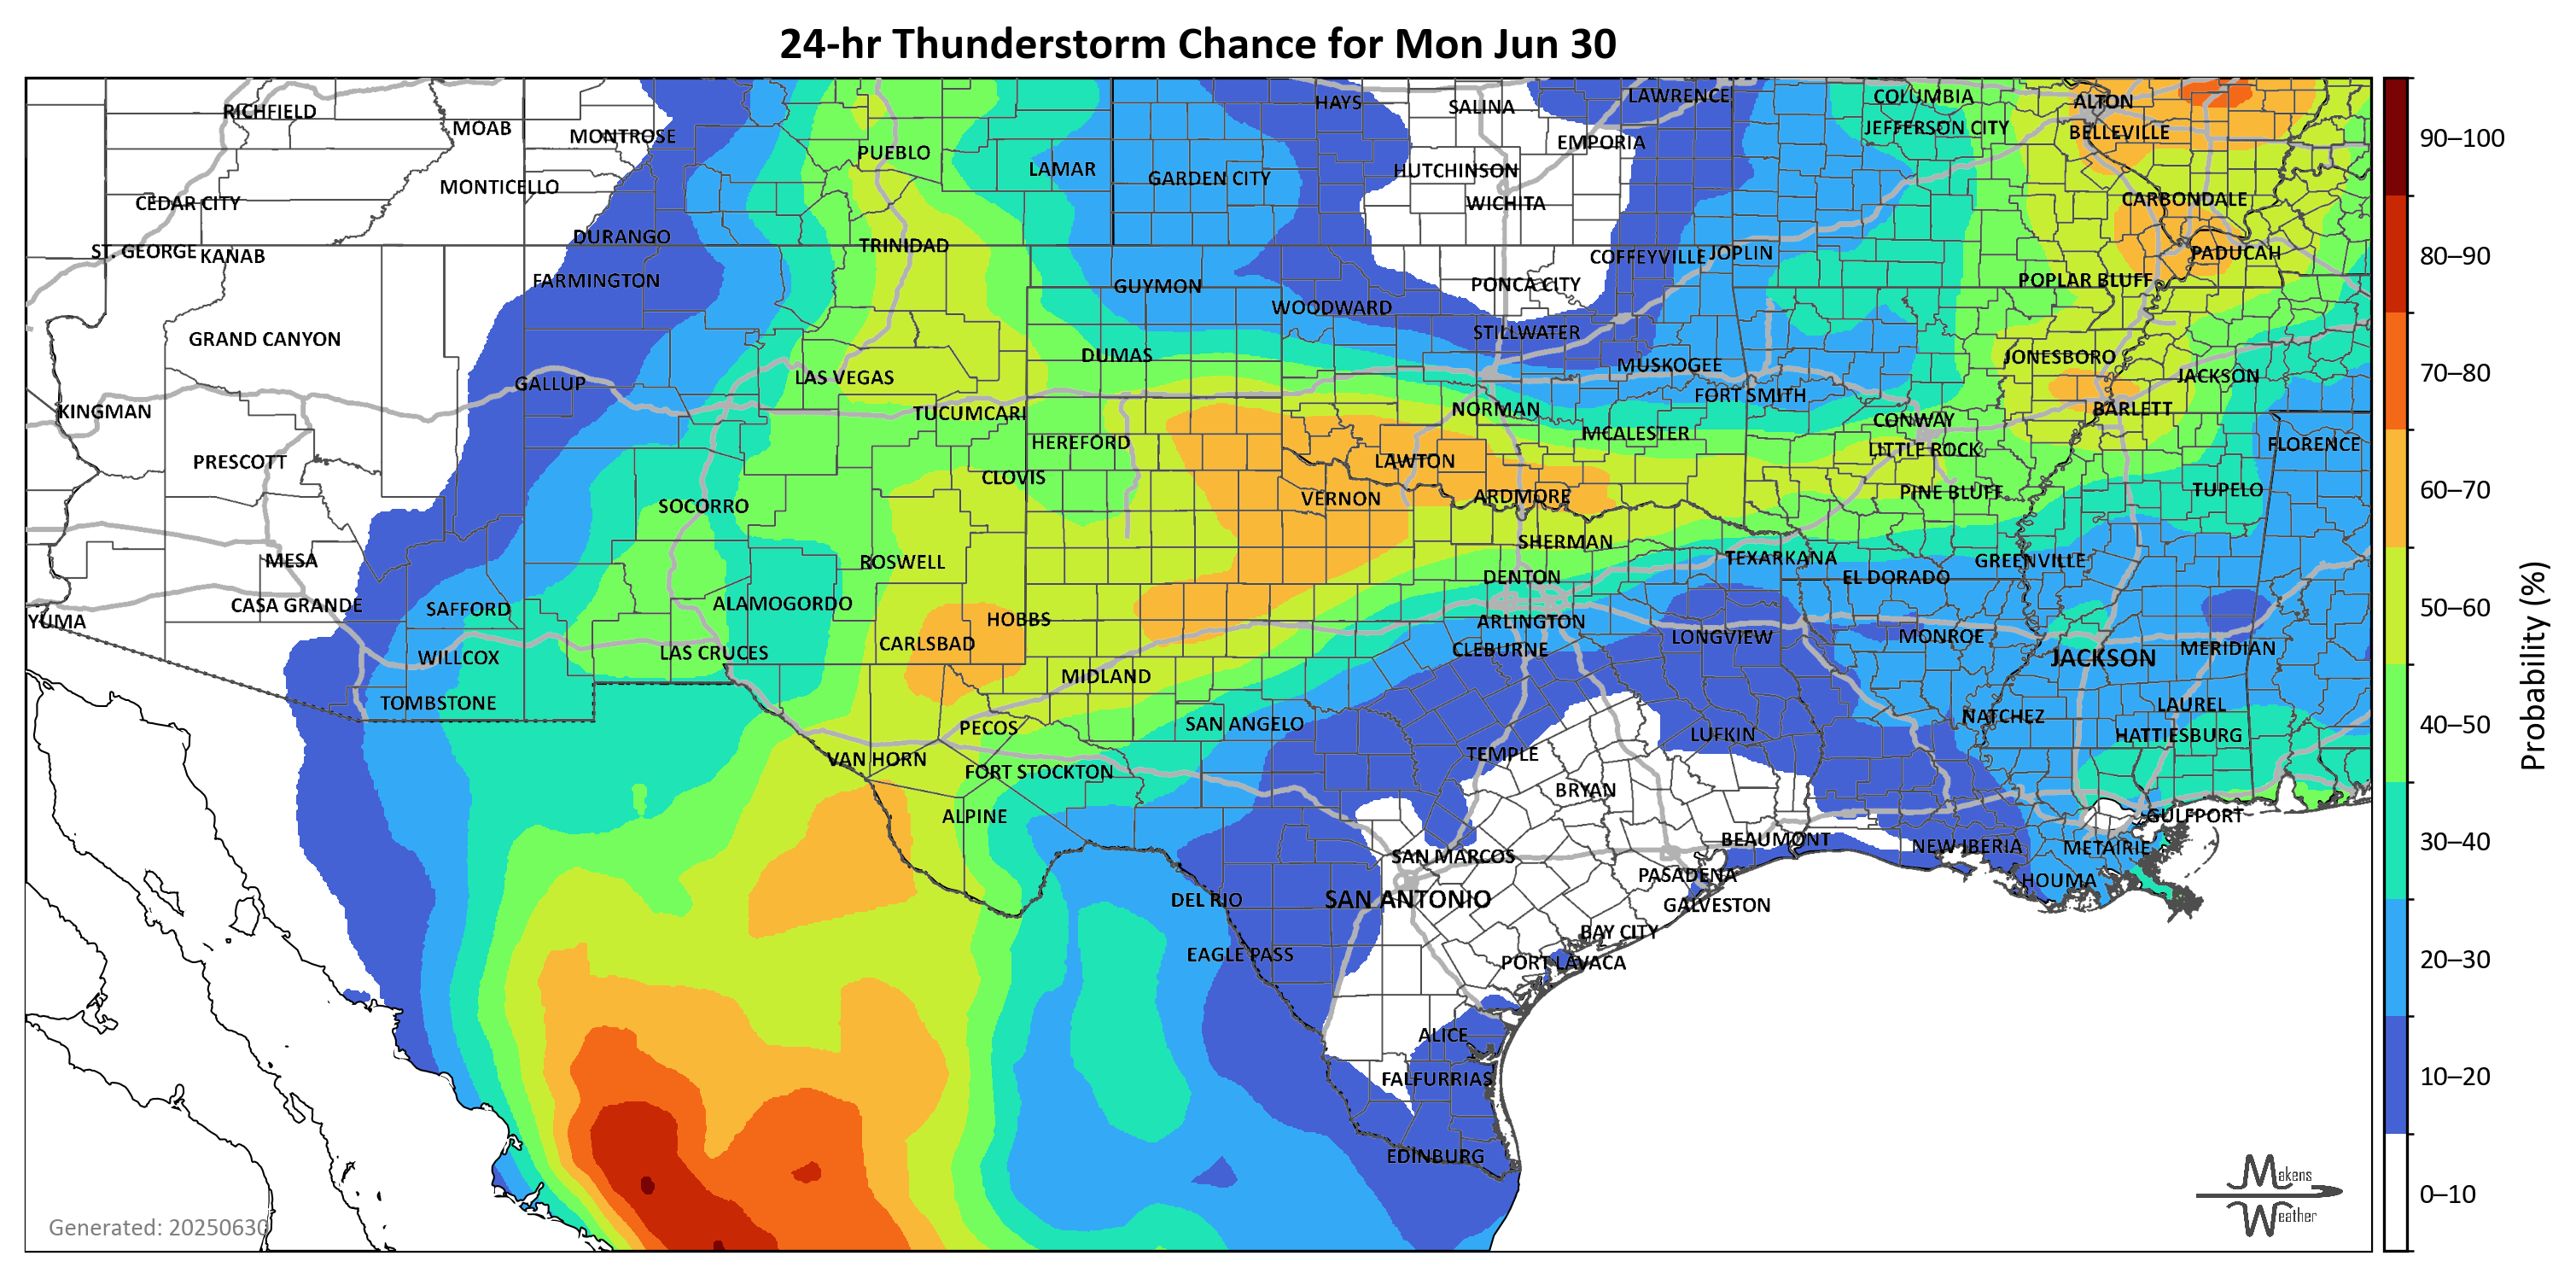 24-hr Thunderstorm Chance for Mon Jun 30
RICHFIELD
MOAB
MONTROSE
PUEBLO
LAMAR
HAYS
SALINA
LAWRENCE
COLUMBIA
ALTON
EMPORIA
JEFFERSON CITY
BELLEVILLE
90–100
CEDAR CITY
MONTICELLO
GARDEN CITY
HUTCHINSON
WICHITA
CARBONDALE
ST. GEORGE
KANAB
DURANGO
TRINIDAD
COFFEYVILLE
JOPLIN
PADUCAH
80–90
FARMINGTON
GUYMON
WOODWARD
PONCA CITY
POPLAR BLUFF
GRAND CANYON
DUMAS
STILLWATER
MUSKOGEE
JONESBORO
KINGMAN
GALLUP
LAS VEGAS
TUCUMCARI
NORMAN
FORT SMITH
CONWAY
JACKSON
BARLETT
70–80
PRESCOTT
HEREFORD
CLOVIS
LAWTON
MCALESTER
LITTLE ROCK
FLORENCE
SOCORRO
VERNON
ARDMORE
PINE BLUFF
TUPELO
60–70
MESA
ROSWELL
SHERMAN
TEXARKANA
GREENVILLE
YUMA
CASA GRANDE
SAFFORD
ALAMOGORDO
HOBBS
DENTON
ARLINGTON
EL DORADO
50–60
WILLCOX
LAS CRUCES
CARLSBAD
CLEBURNE
LONGVIEW
MONROE
JACKSON
MERIDIAN
TOMBSTONE
MIDLAND
PECOS
SAN ANGELO
LUFKIN
NATCHEZ
LAUREL
HATTIESBURG
40–50
Probability (%)
VAN HORN
FORT STOCKTON
TEMPLE
BRYAN
ALPINE
SAN MARCOS
BEAUMONT
NEW IBERIA
METAIRIE
GULFPORT
30–40
DEL RIO
SAN ANTONIO
PASADENA
GALVESTON
HOUMA
EAGLE PASS
BAY CITY
PORT LAVACA
20–30
ALICE
FALFURRIAS
10–20
EDINBURG
Makens
Weather
0–10
Generated: 20250630